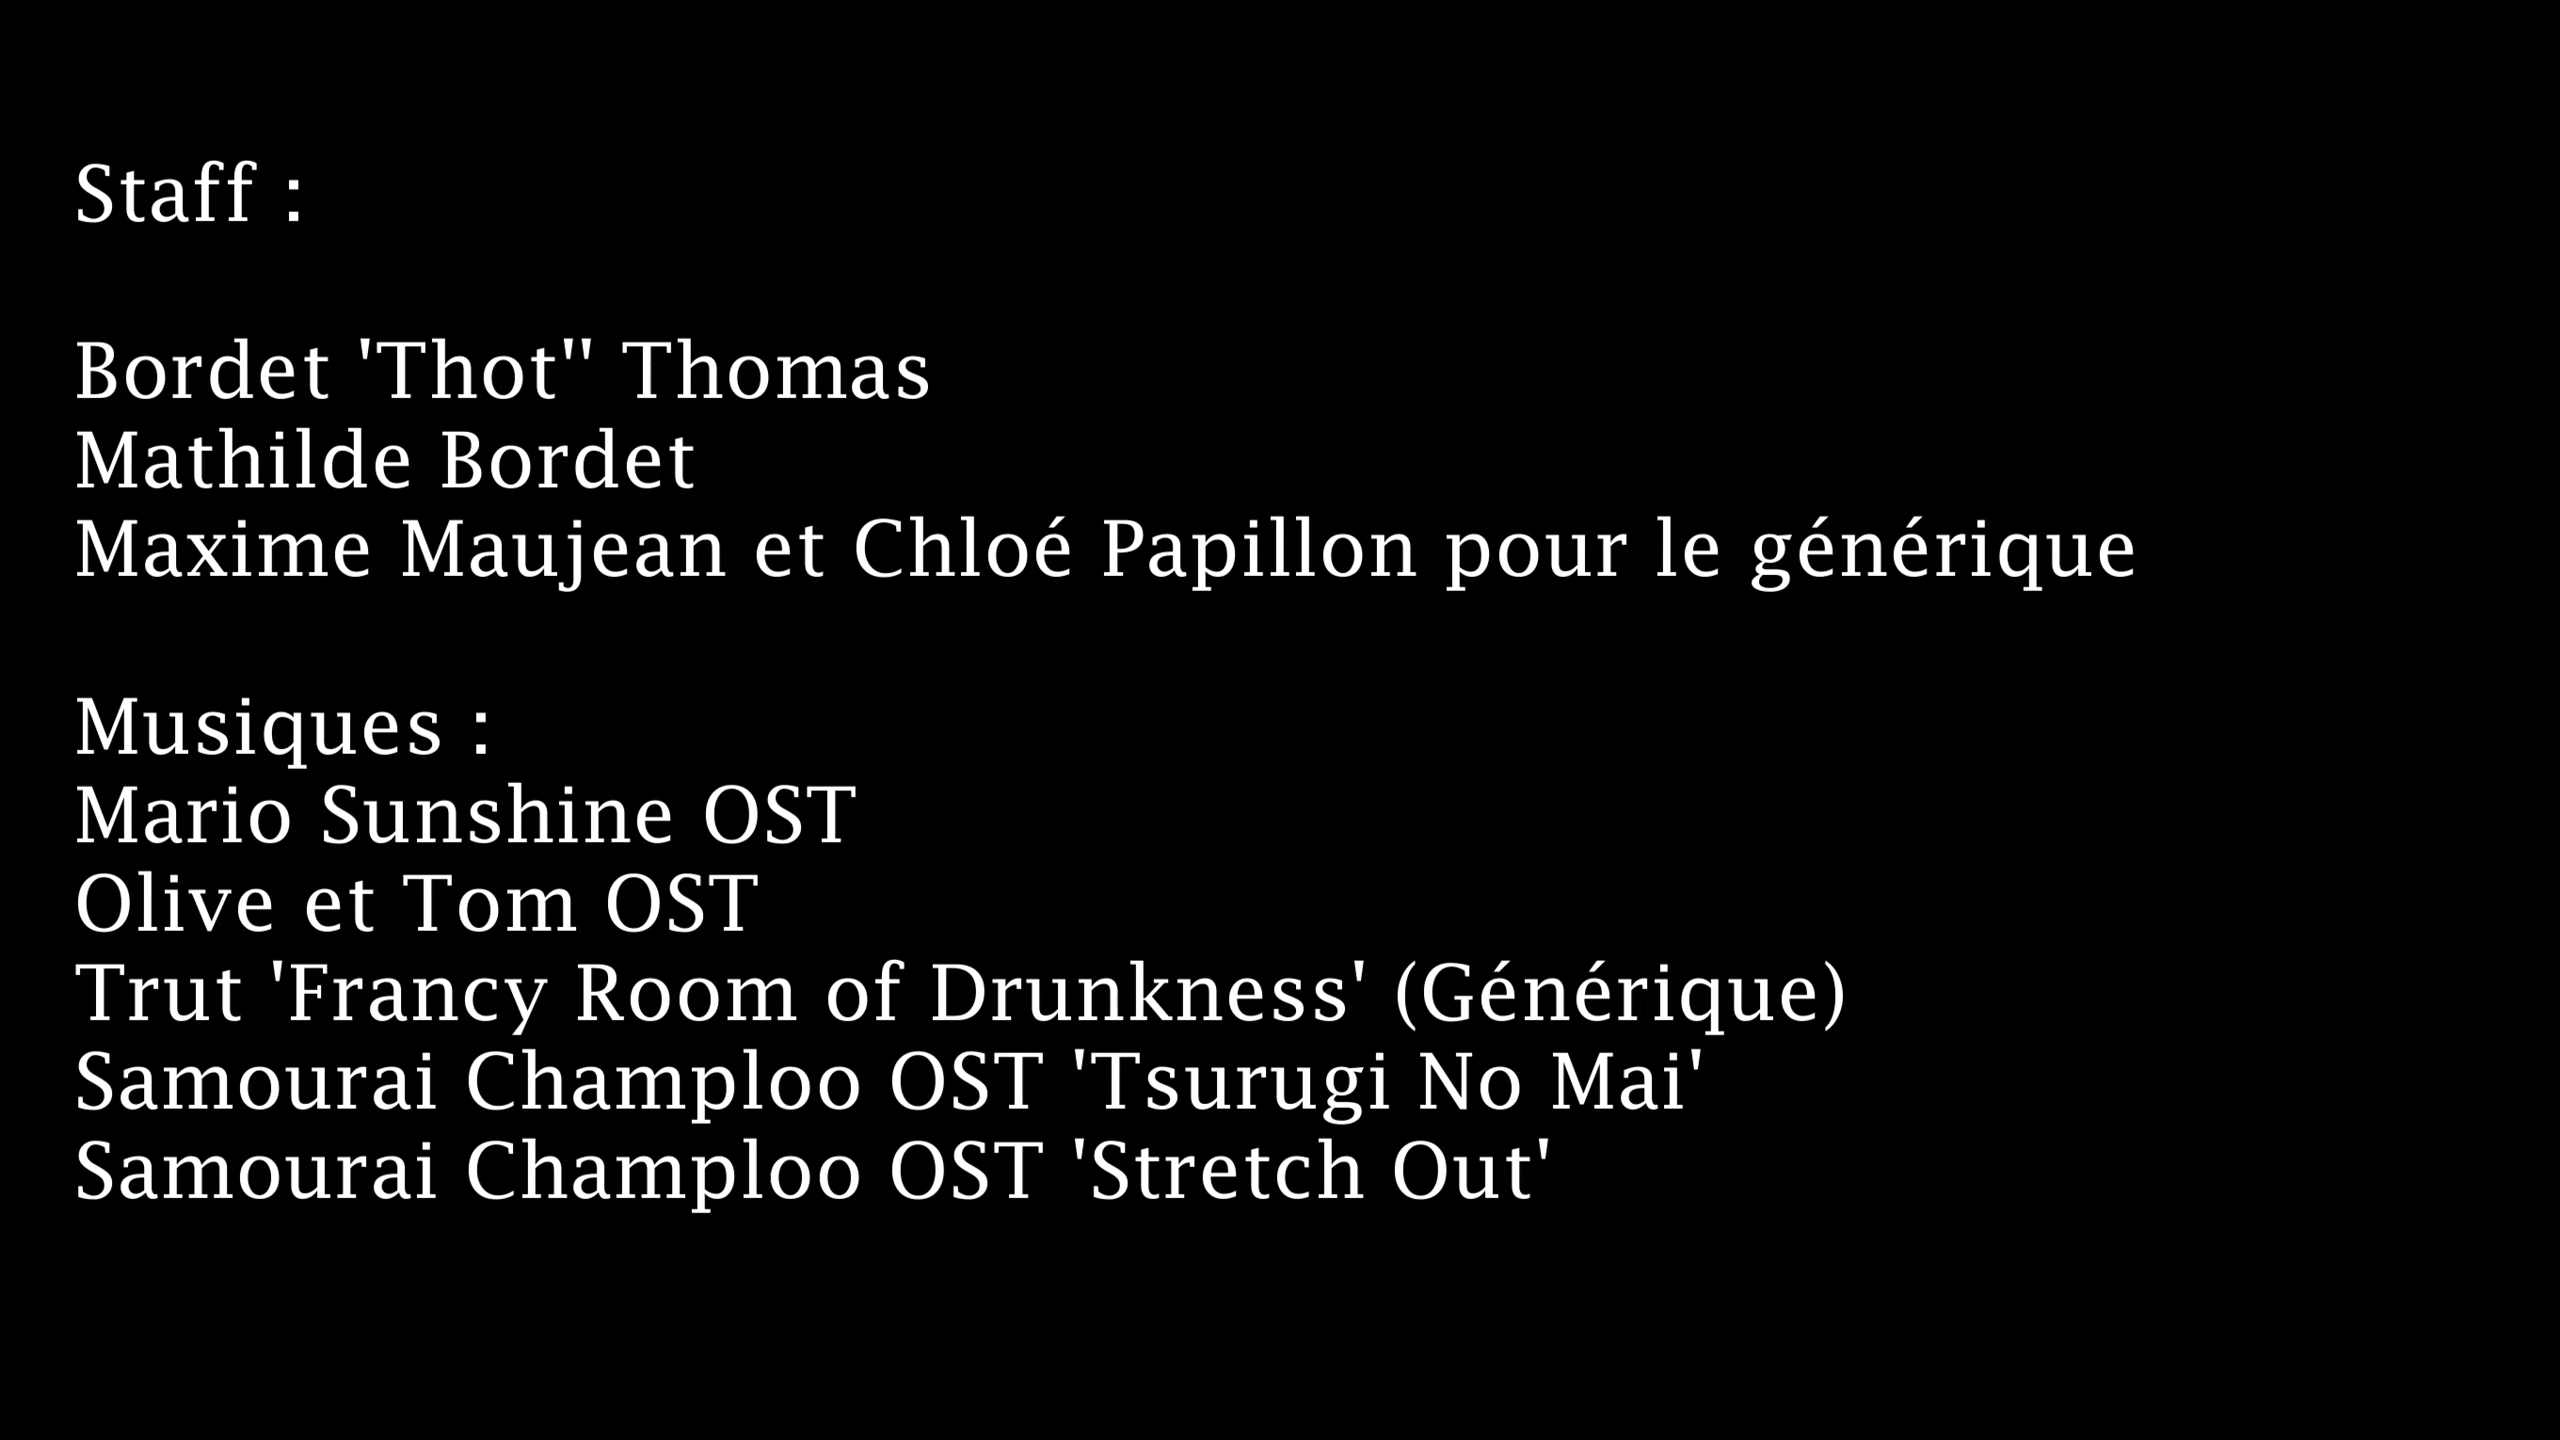 Staff :
Bordet 'Thot'' Thomas
Mathilde Bordet
Maxime Maujean et Chloé Papillon pour le générique
Musiques :
Mario Sunshine OST
Olive et Tom OST
Trut 'Francy Room of Drunkness' (Générique)
Samourai Champloo OST 'Tsurugi No Mai'
Samourai Champloo OST 'Stretch Out'